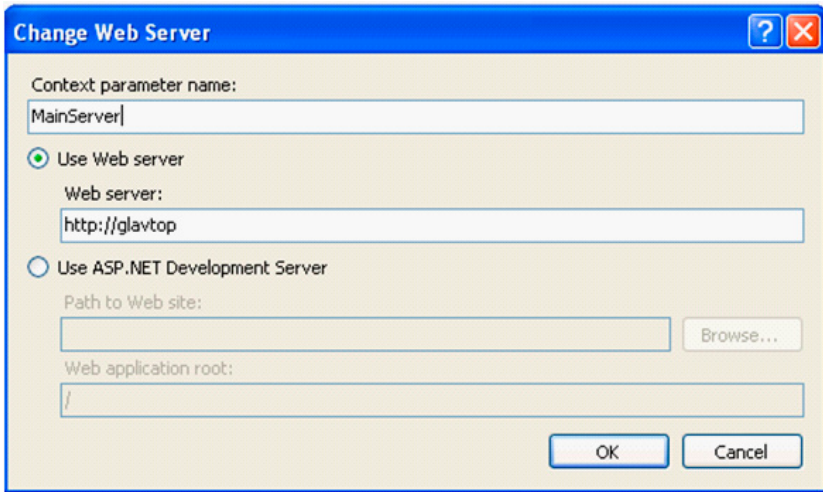 Change Web Server
Context parameter name:
MainServer
Use Web server
Web server:
http://glavtop
Use ASP.NET Development Server
Path to Web site:
Browse...
Web application root:
/
OK Cancel